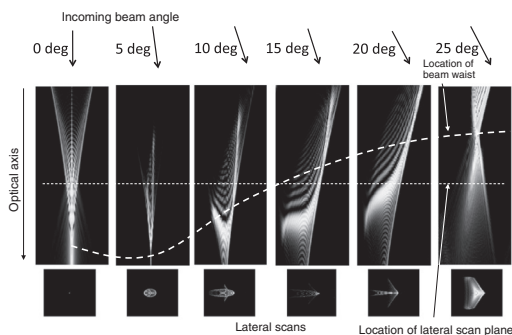 Incoming beam angle
0 deg
5 deg
10 deg
15 deg
20 deg
25 deg
Location of
beam waist
Optical axis
Lateral scans
Location of lateral scan plane